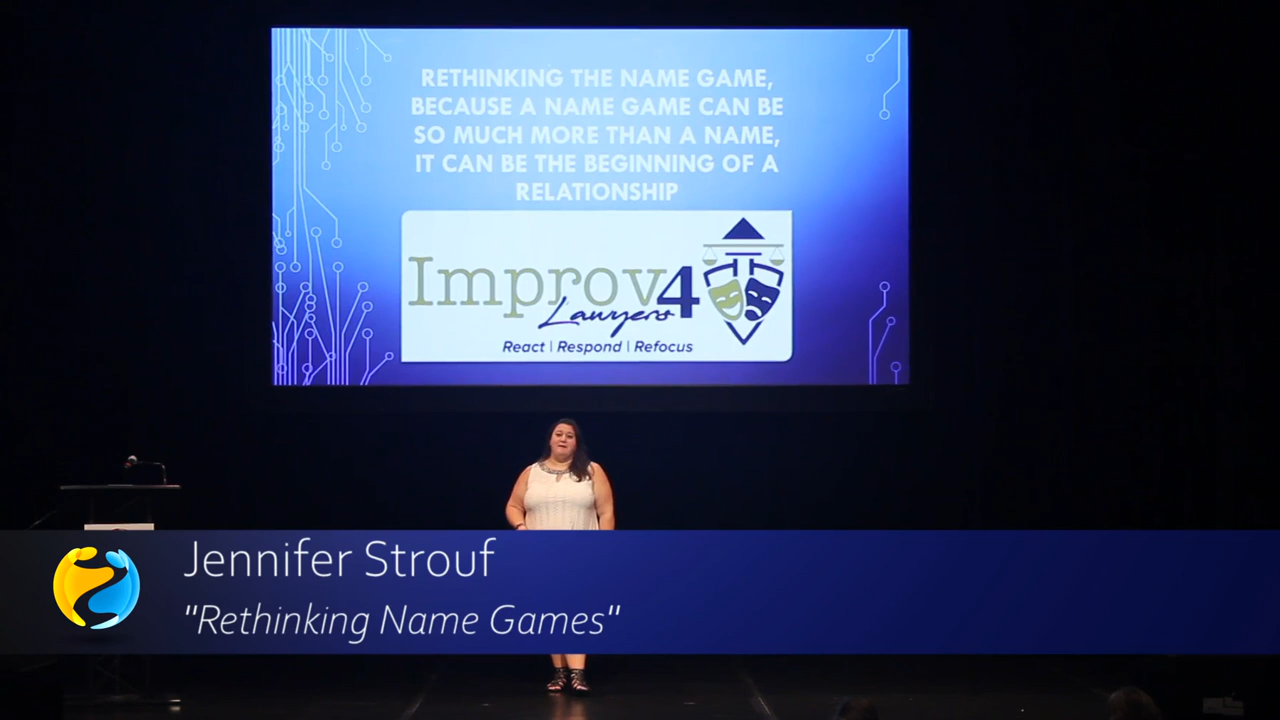 RETHINKING THE NAME GAME,
BECAUSE A NAME GAME CAN BE
SO MUCH MORE THAN A NAME,
IT CAN BE THE BEGINNING OF A
RELATIONSHIP
Improv4
Lawyers
React | Respond | Refocus
Jennifer Strouf
"Rethinking Name Games"